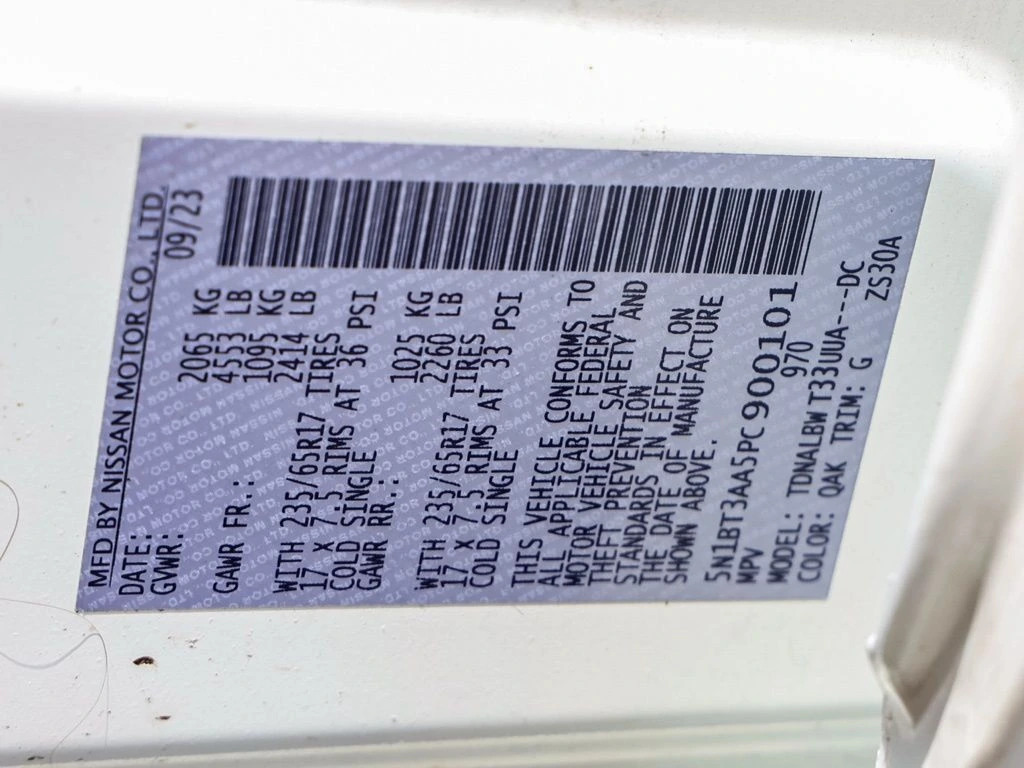 MFD BY NISSAN MOTOR CO., LTD.
DATE: 09/23
GVWR: 2065 KG
4553 LB
GAWR FR.: 1095 KG
2414 LB
WITH 235/65R17 TIRES
17 X 7.5 RIMS AT 36 PSI
COLD SINGLE
GAWR RR.: 1025 KG
2260 LB
WITH 235/65R17 TIRES
17 X 7.5 RIMS AT 33 PSI
COLD SINGLE
THIS VEHICLE CONFORMS TO
ALL APPLICABLE FEDERAL
MOTOR VEHICLE SAFETY AND
THEFT PREVENTION
STANDARDS IN EFFECT ON
THE DATE OF MANUFACTURE
SHOWN ABOVE.
5N1BT3AA5PC900101
MPV 970
MODEL: TDNALBW T33UUA---DC
COLOR: QAK TRIM: G ZS30A